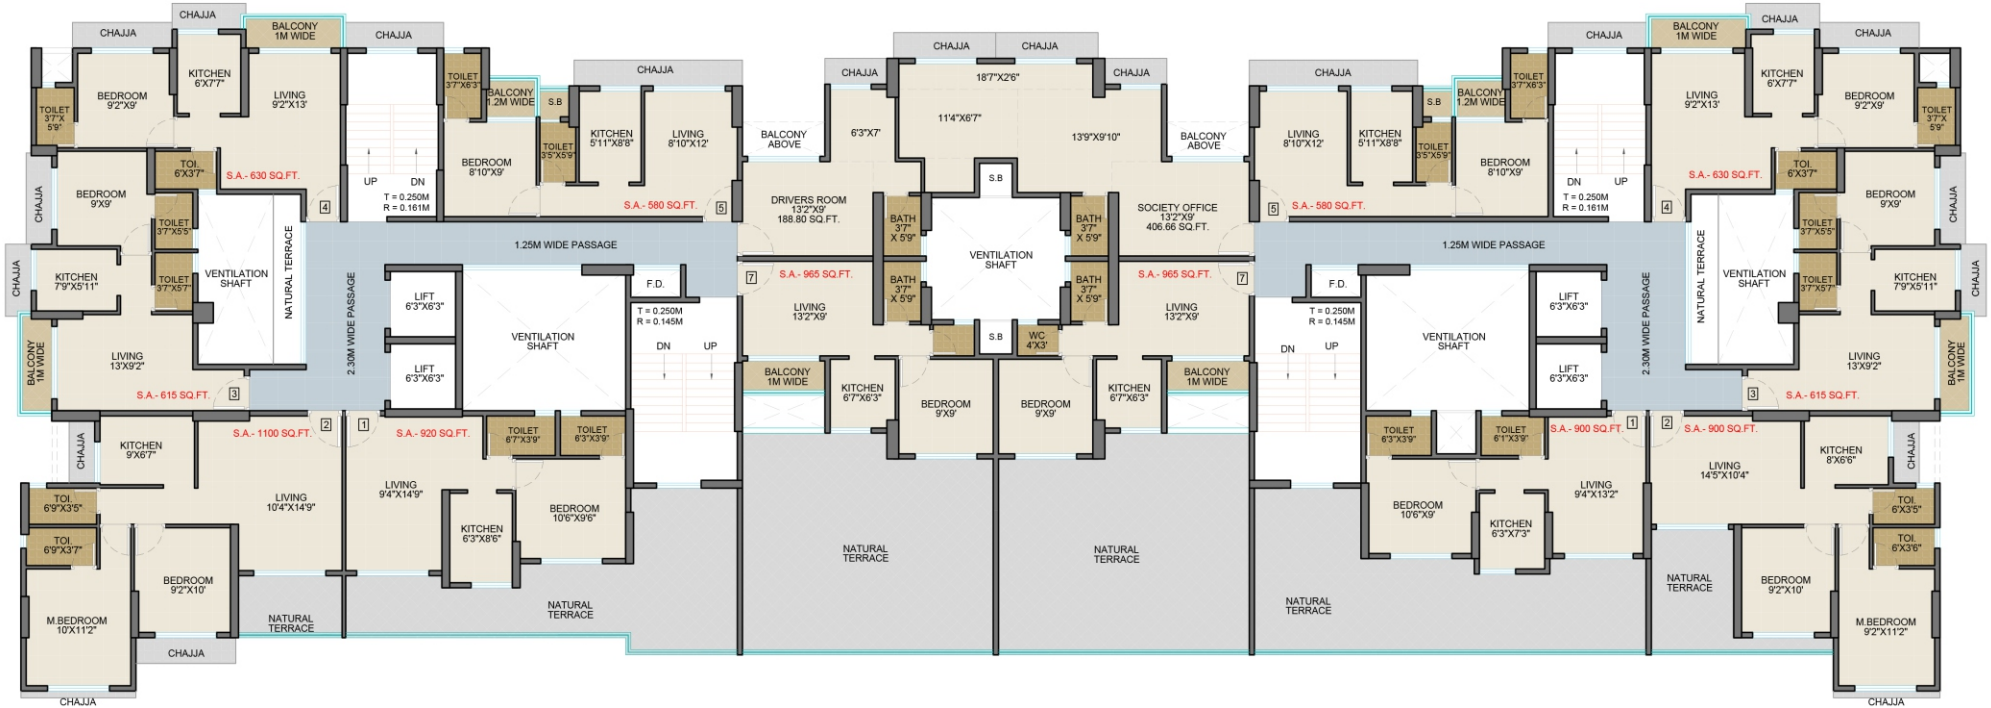 CHAJJA
CHAJJA
BALCONY
1M WIDE
CHAJJA
BEDROOM
9'2"X9'
KITCHEN
6'X7'7"
LIVING
9'2"X13'
TOILET
3'7"X
5'9"
TOI.
6'X3'7"
S.A.- 630 SQ.FT.
4
UP
DN
T = 0.250M
R = 0.161M
TOILET
3'7"X6'3"
BALCONY
1.2M WIDE
S.B
BEDROOM
8'10"X9'
TOILET
3'5"X5'9"
CHAJJA
KITCHEN
5'11"X8'8"
LIVING
8'10"X12'
S.A.- 580 SQ.FT.
5
CHAJJA
BEDROOM
9'X9'
TOILET
3'7"X5'5"
CHAJJA
KITCHEN
7'9"X5'11"
TOILET
3'7"X5'7"
VENTILATION
SHAFT
NATURAL TERRACE
BALCONY
1M WIDE
LIVING
13'X9'2"
S.A.- 615 SQ.FT.
3
1.25M WIDE PASSAGE
2.30M WIDE PASSAGE
LIFT
6'3"X6'3"
LIFT
6'3"X6'3"
VENTILATION
SHAFT
F.D.
T = 0.250M
R = 0.145M
DN
UP
CHAJJA
KITCHEN
9'X6'7"
S.A.- 1100 SQ.FT.
2
LIVING
10'4"X14'9"
TOI.
6'9"X3'5"
TOI.
6'9"X3'7"
M.BEDROOM
10'X11'2"
BEDROOM
9'2"X10'
CHAJJA
CHAJJA
NATURAL
TERRACE
1
S.A.- 920 SQ.FT.
LIVING
9'4"X14'9"
KITCHEN
6'3"X8'6"
TOILET
6'7"X3'9"
TOILET
6'3"X3'9"
BEDROOM
10'6"X9'6"
NATURAL
TERRACE
CHAJJA
CHAJJA
CHAJJA
CHAJJA
18'7"X2'6"
11'4"X6'7"
6'3"X7'
13'9"X9'10"
BALCONY
ABOVE
BALCONY
ABOVE
DRIVERS ROOM
13'2"X9'
188.80 SQ.FT.
SOCIETY OFFICE
13'2"X9'
406.66 SQ.FT.
S.B
BATH
3'7"
X 5'9"
BATH
3'7"
X 5'9"
BATH
3'7"
X 5'9"
BATH
3'7"
X 5'9"
VENTILATION
SHAFT
S.B
WC
4'X3'
7
S.A.- 965 SQ.FT.
LIVING
13'2"X9'
BALCONY
1M WIDE
KITCHEN
6'7"X6'3"
BEDROOM
9'X9'
NATURAL
TERRACE
S.A.- 965 SQ.FT.
7
LIVING
13'2"X9'
BALCONY
1M WIDE
KITCHEN
6'7"X6'3"
BEDROOM
9'X9'
NATURAL
TERRACE
CHAJJA
LIVING
8'10"X12'
KITCHEN
5'11"X8'8"
S.B
BALCONY
1.2M WIDE
TOILET
3'7"X6'3"
TOILET
3'5"X5'9"
BEDROOM
8'10"X9'
5
S.A.- 580 SQ.FT.
CHAJJA
DN
UP
T = 0.250M
R = 0.161M
BALCONY
1M WIDE
CHAJJA
CHAJJA
LIVING
9'2"X13'
KITCHEN
6'X7'7"
BEDROOM
9'2"X9'
TOILET
3'7"X
5'9"
TOI.
6'X3'7"
S.A.- 630 SQ.FT.
4
BEDROOM
9'X9'
CHAJJA
TOILET
3'7"X5'5"
KITCHEN
7'9"X5'11"
CHAJJA
TOILET
3'7"X5'7"
VENTILATION
SHAFT
NATURAL TERRACE
LIVING
13'X9'2"
BALCONY
1M WIDE
3
S.A.- 615 SQ.FT.
1.25M WIDE PASSAGE
2.30M WIDE PASSAGE
LIFT
6'3"X6'3"
LIFT
6'3"X6'3"
VENTILATION
SHAFT
F.D.
T = 0.250M
R = 0.145M
DN
UP
TOILET
6'3"X3'9"
TOILET
6'1"X3'9"
S.A.- 900 SQ.FT.
1
BEDROOM
10'6"X9'
KITCHEN
6'3"X7'3"
LIVING
9'4"X13'2"
NATURAL
TERRACE
2
S.A.- 900 SQ.FT.
LIVING
14'5"X10'4"
KITCHEN
8'X6'6"
CHAJJA
TOI.
6'X3'5"
TOI.
6'X3'6"
BEDROOM
9'2"X10'
M.BEDROOM
9'2"X11'2"
NATURAL
TERRACE
CHAJJA